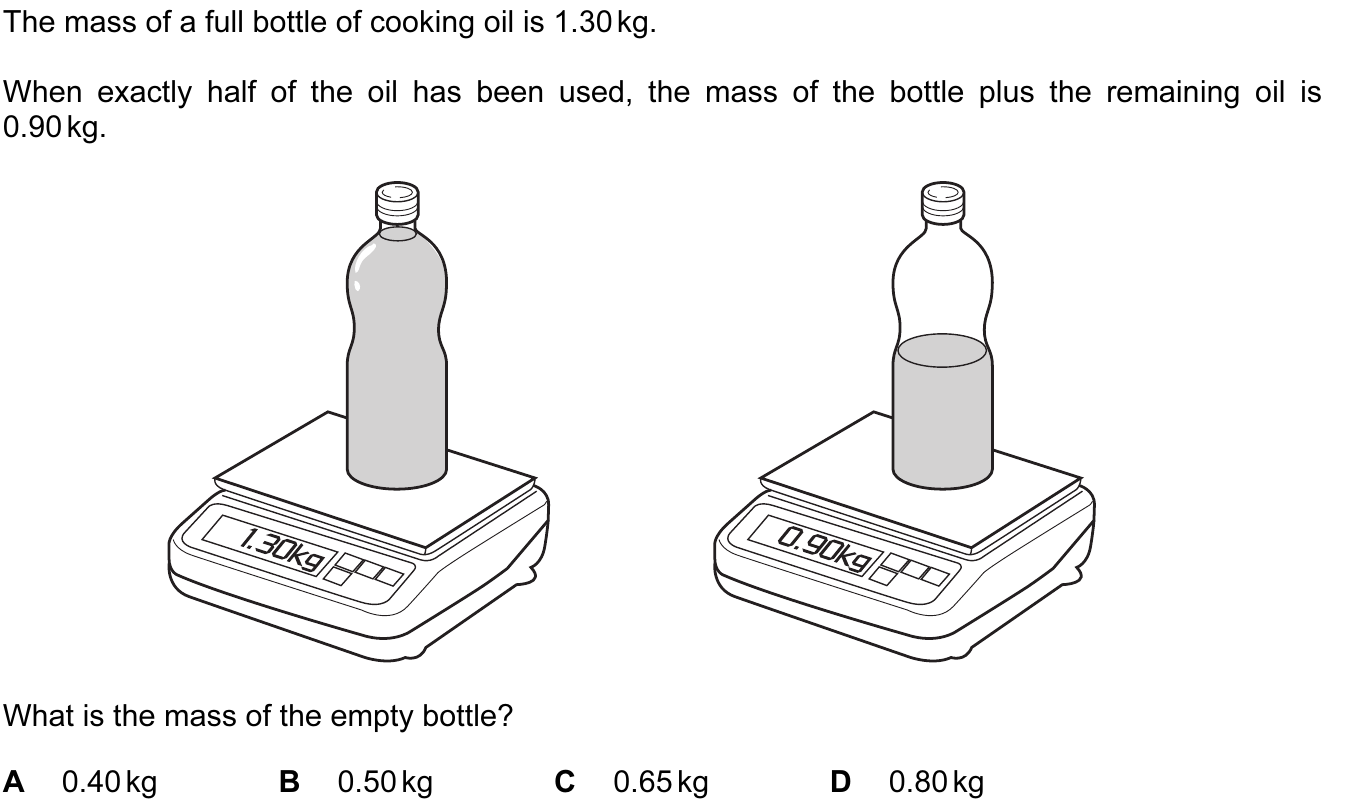 The mass of a full bottle of cooking oil is 1.30 kg.
When exactly half of the oil has been used, the mass of the bottle plus the remaining oil is
0.90 kg.
1.30kg
0.90kg
What is the mass of the empty bottle?
A 0.40 kg B 0.50 kg C 0.65 kg D 0.80 kg